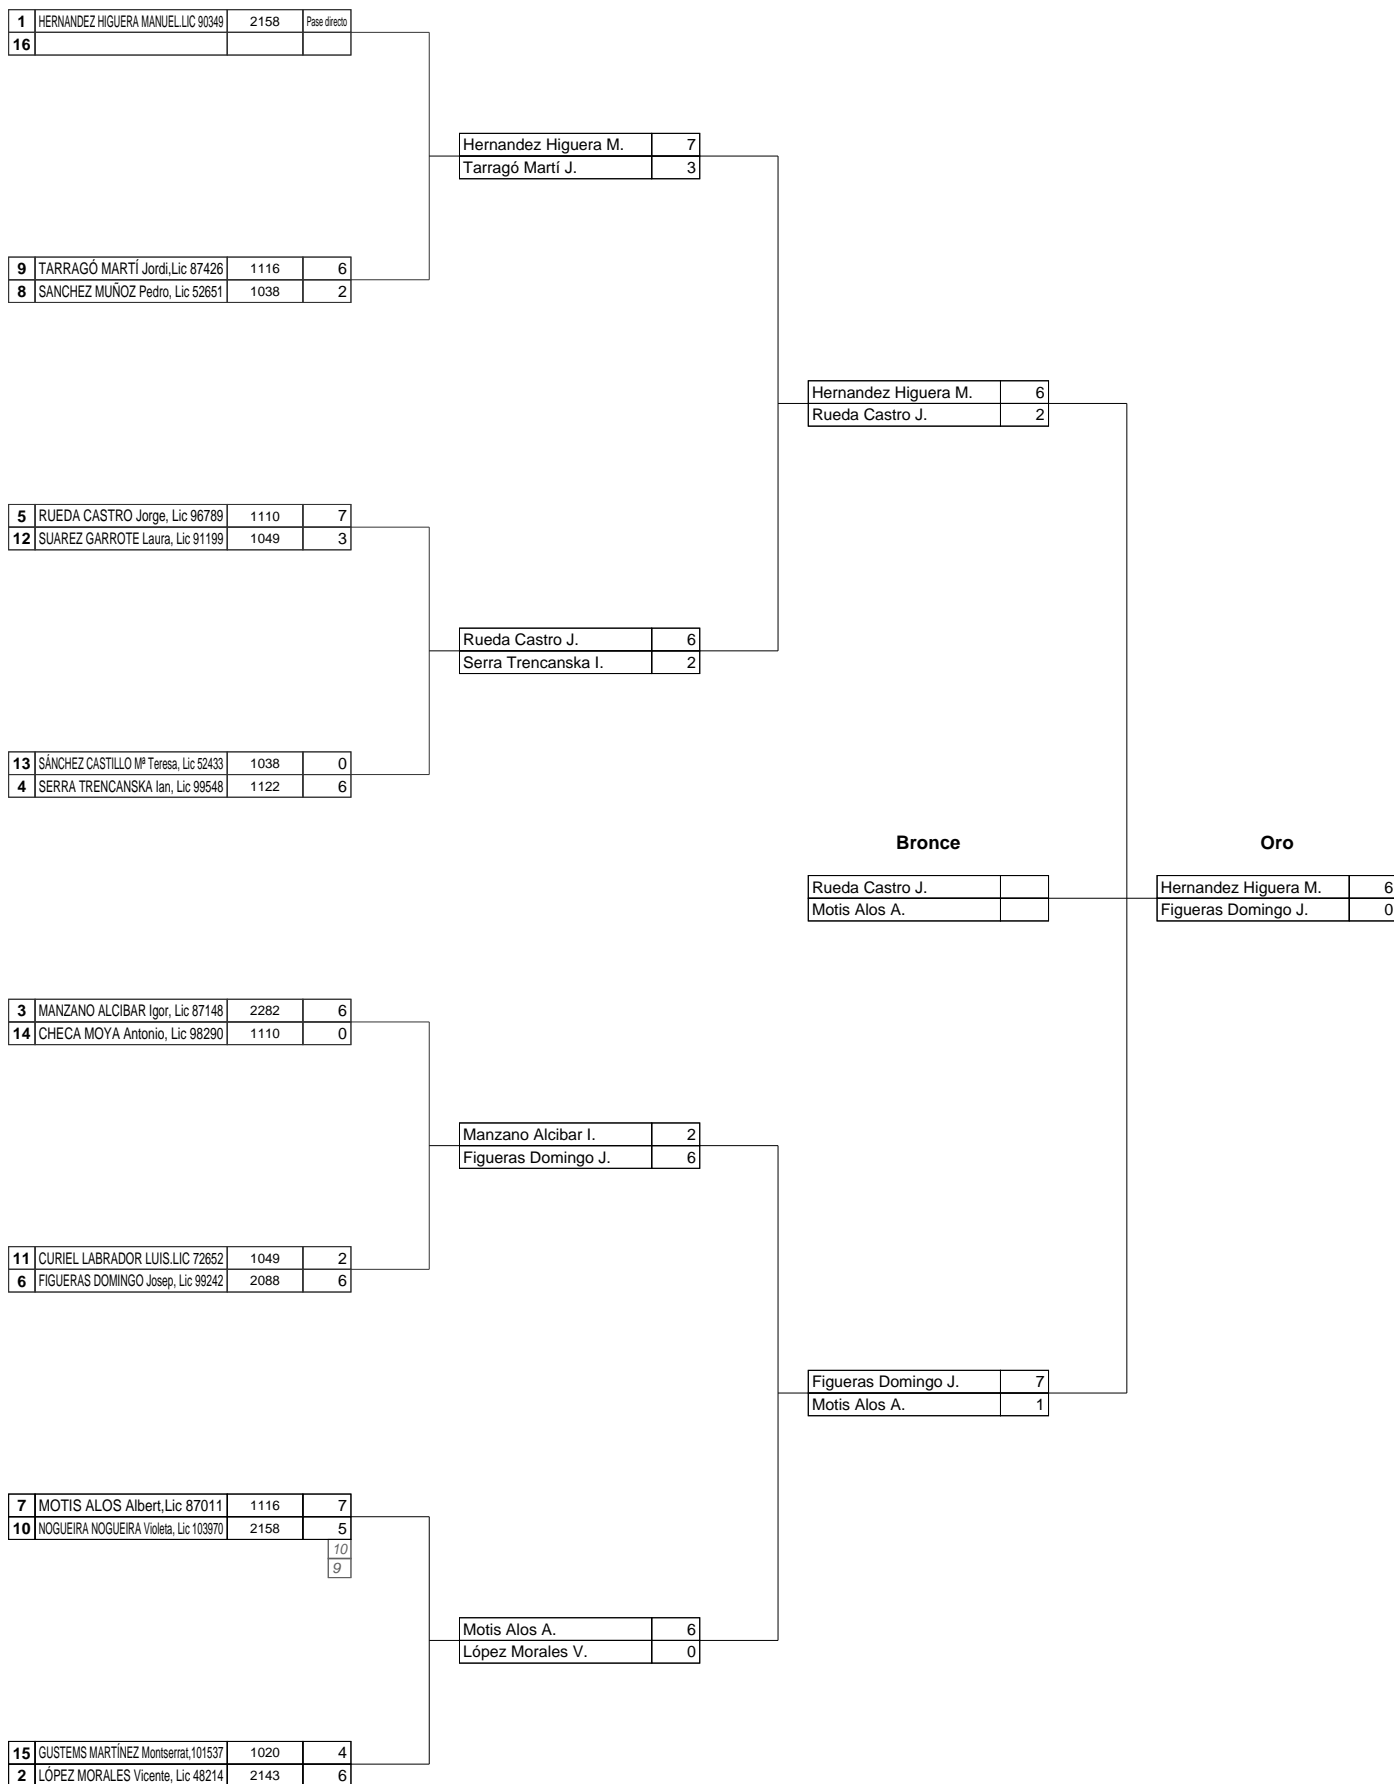 1 HERNANDEZ HIGUERA MANUEL.LIC 90349 2158 Pase directo
16
Hernandez Higuera M. 7
Tarragó Martí J. 3
9 TARRAGÓ MARTÍ Jordi,Lic 87426 1116 6
8 SANCHEZ MUÑOZ Pedro, Lic 52651 1038 2
Hernandez Higuera M. 6
Rueda Castro J. 2
5 RUEDA CASTRO Jorge, Lic 96789 1110 7
12 SUAREZ GARROTE Laura, Lic 91199 1049 3
Rueda Castro J. 6
Serra Trencanska I. 2
13 SÁNCHEZ CASTILLO Mª Teresa, Lic 52433 1038 0
4 SERRA TRENCANSKA Ian, Lic 99548 1122 6
Bronce Oro
Rueda Castro J. Hernandez Higuera M. 6
Motis Alos A. Figueras Domingo J. 0
3 MANZANO ALCIBAR Igor, Lic 87148 2282 6
14 CHECA MOYA Antonio, Lic 98290 1110 0
Manzano Alcibar I. 2
Figueras Domingo J. 6
11 CURIEL LABRADOR LUIS.LIC 72652 1049 2
6 FIGUERAS DOMINGO Josep, Lic 99242 2088 6
Figueras Domingo J. 7
Motis Alos A. 1
7 MOTIS ALOS Albert,Lic 87011 1116 7
10 NOGUEIRA NOGUEIRA Violeta, Lic 103970 2158 5
10
9
Motis Alos A. 6
López Morales V. 0
15 GUSTEMS MARTÍNEZ Montserrat,101537 1020 4
2 LÓPEZ MORALES Vicente, Lic 48214 2143 6